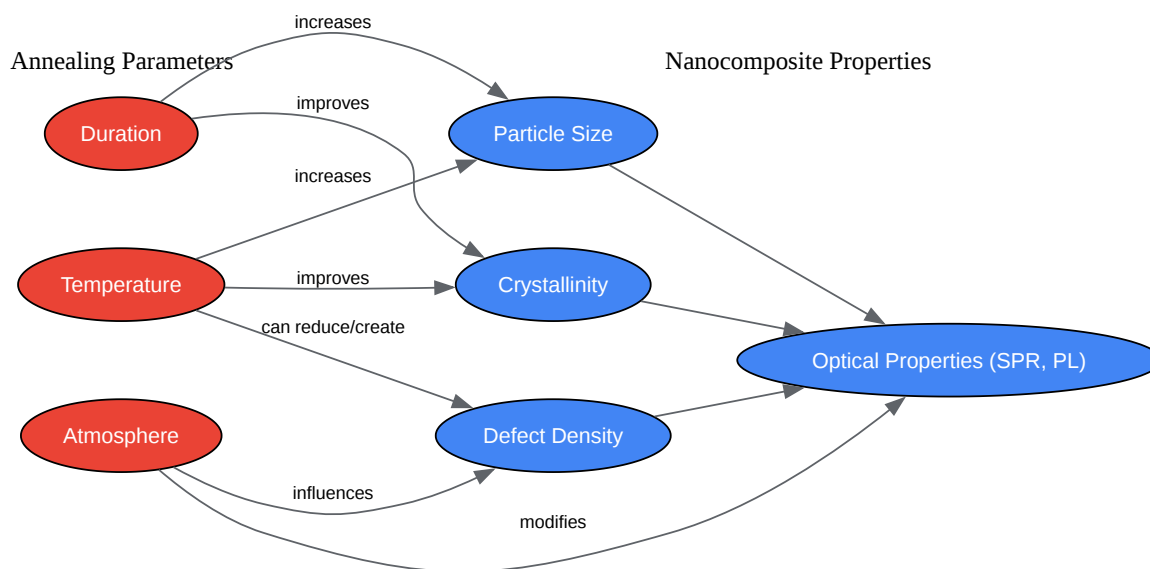 increases
Annealing Parameters
Nanocomposite Properties
improves
Duration
Particle Size
increases
improves
Temperature
Crystallinity
can reduce/create
Optical Properties (SPR, PL)
Atmosphere
Defect Density
influences
modifies